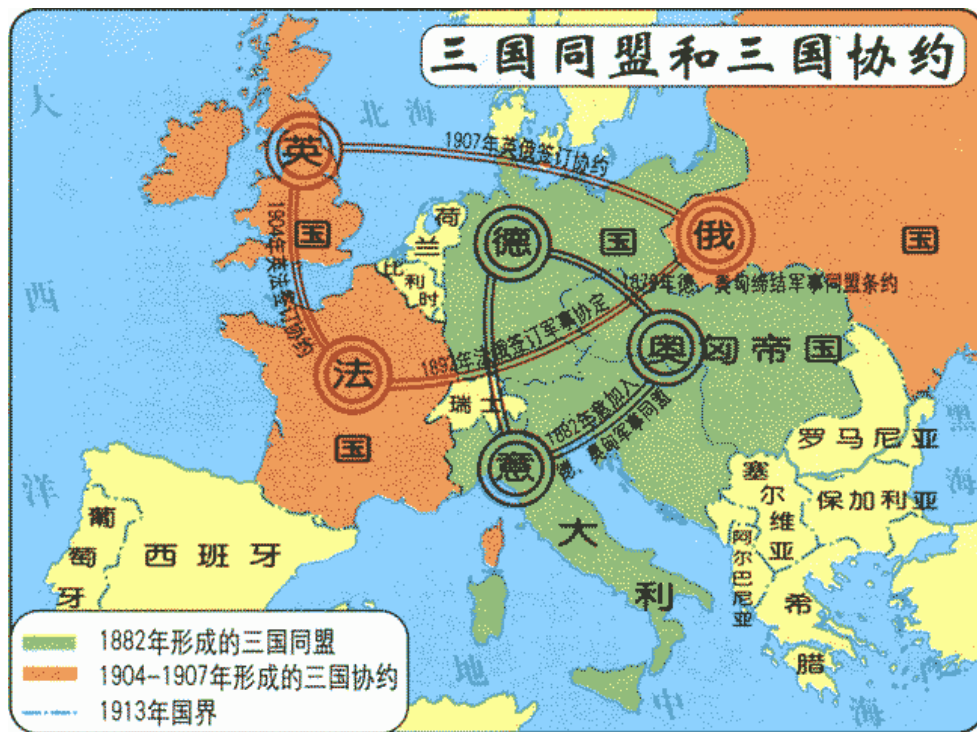 三国同盟和三国协约
大西洋
北海
英国
1907年英俄签订协约
1904年英法签订协约
荷兰
比利时
德国
俄国
1879年德、奥匈缔结军事同盟条约
1892年法俄签订军事协定
法国
奥匈帝国
瑞士
1882年意加入
德、奥匈军事同盟
意大利
罗马尼亚
黑海
塞尔维亚
保加利亚
阿尔巴尼亚
希腊
葡萄牙
西班牙
地中海
1882年形成的三国同盟
1904-1907年形成的三国协约
1913年国界